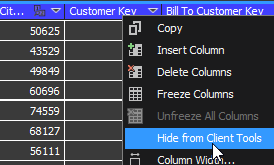 Cit... Customer Key Bill To Customer Key
50625
43529
49849
60696
74559
68127
56111
Copy
Insert Column
Delete Columns
Freeze Columns
Unfreeze All Columns
Hide from Client Tools
Column Width...